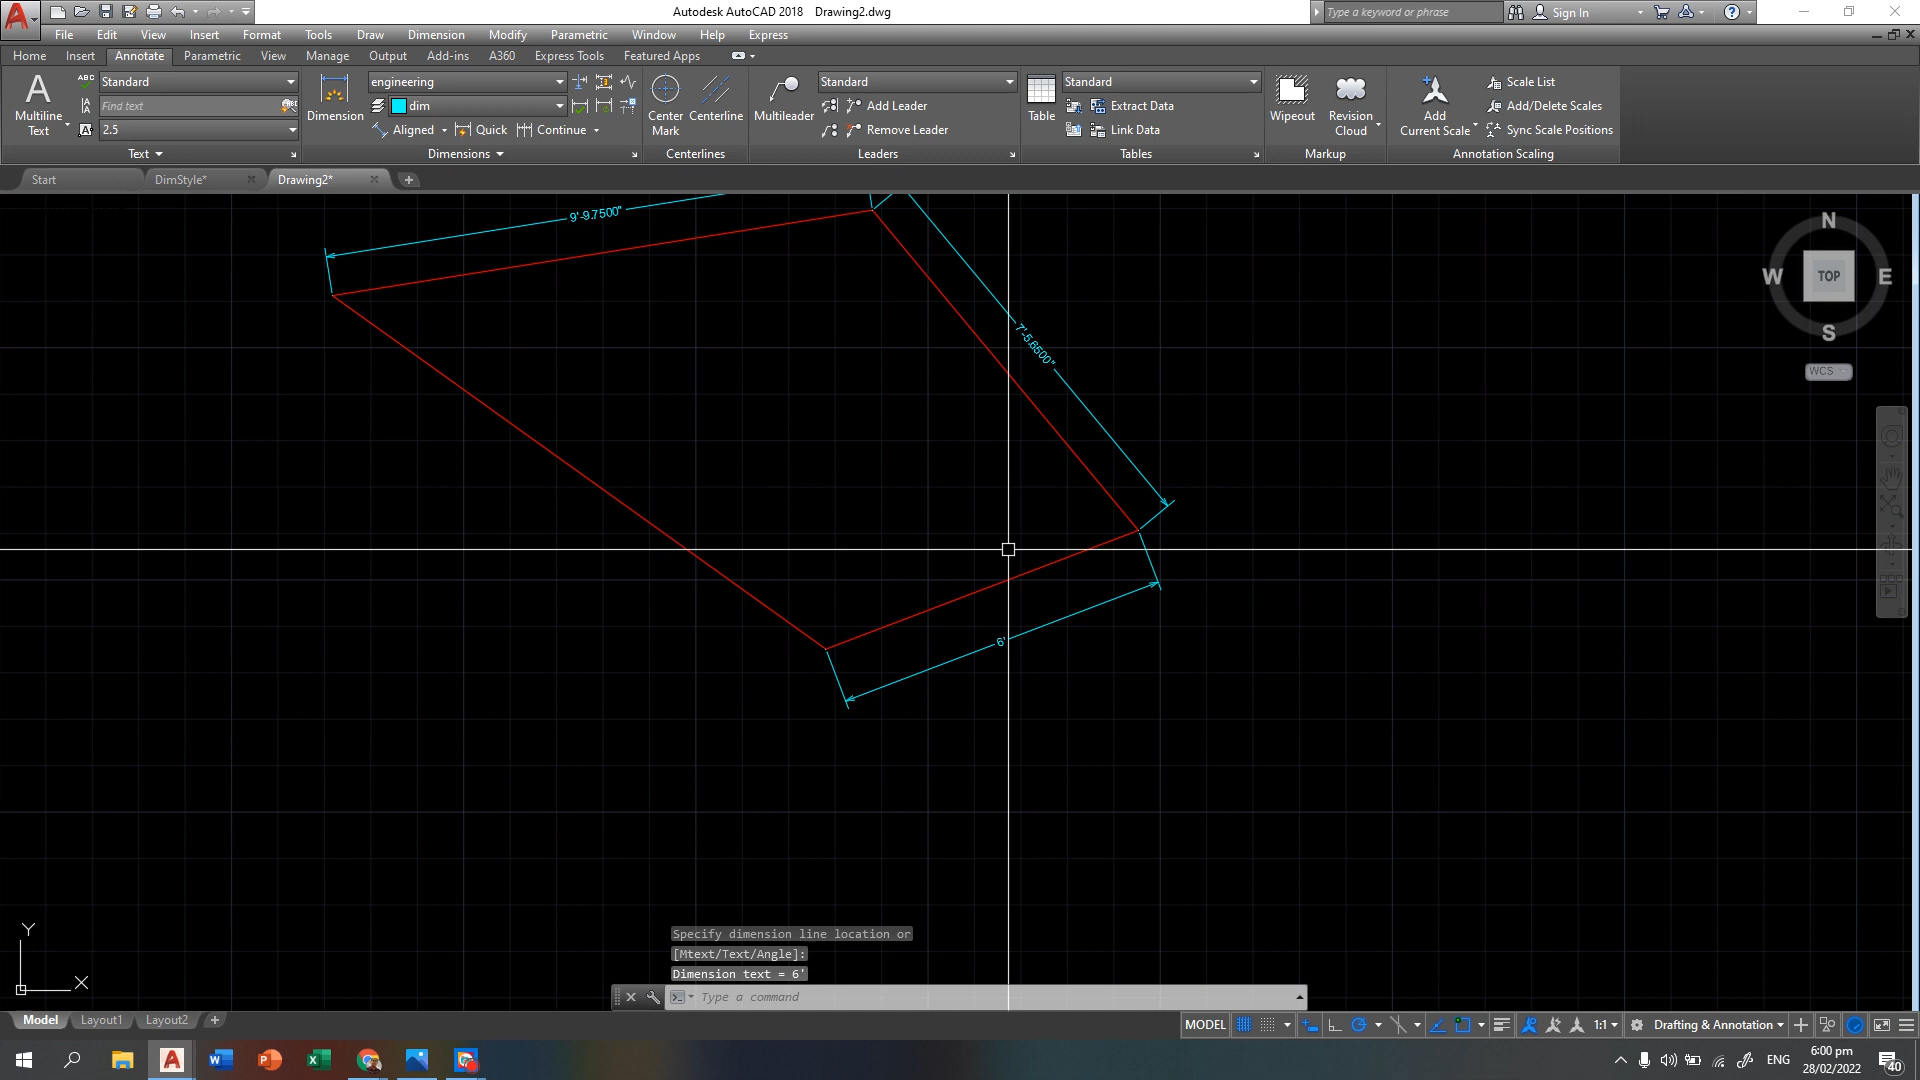 Autodesk AutoCAD 2018 Drawing2.dwg
Type a keyword or phrase
Sign In
File Edit View Insert Format Tools Draw Dimension Modify Parametric Window Help Express
Home Insert Annotate Parametric View Manage Output Add-ins A360 Express Tools Featured Apps
Multiline Text
ABC Standard
Find text
2.5
Text
Dimension
engineering
dim
Aligned Quick Continue
Dimensions
Center Mark
Centerline
Centerlines
Multileader
Standard
Add Leader
Remove Leader
Leaders
Table
Standard
Extract Data
Link Data
Tables
Wipeout
Revision Cloud
Markup
Add Current Scale
Scale List
Add/Delete Scales
Sync Scale Positions
Annotation Scaling
Start DimStyle* Drawing2*
9'-9.7500"
7'-5.6500"
6'
N
W TOP E
S
WCS
Y
X
Specify dimension line location or
[Mtext/Text/Angle]:
Dimension text = 6'
Type a command
Model Layout1 Layout2
MODEL 1:1 Drafting & Annotation
ENG
6:00 pm
28/02/2022
40